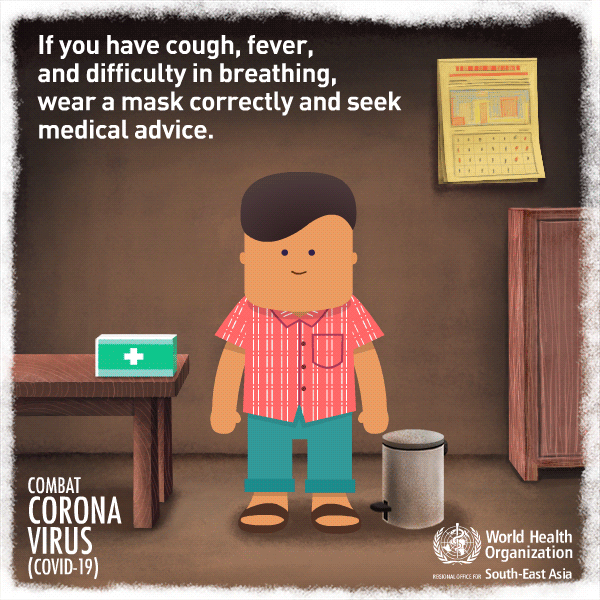 If you have cough, fever,
and difficulty in breathing,
wear a mask correctly and seek
medical advice.
COMBAT
CORONA
VIRUS
(COVID-19)
World Health
Organization
REGIONAL OFFICE FOR South-East Asia